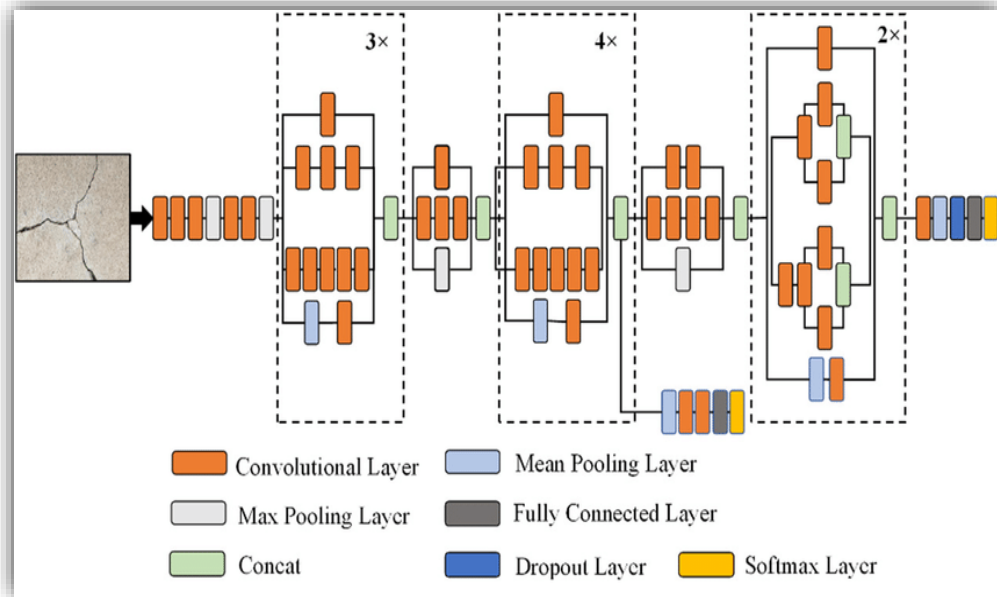 3×
4×
2×
Convolutional Layer
Mean Pooling Layer
Max Pooling Layer
Fully Connected Layer
Concat
Dropout Layer
Softmax Layer